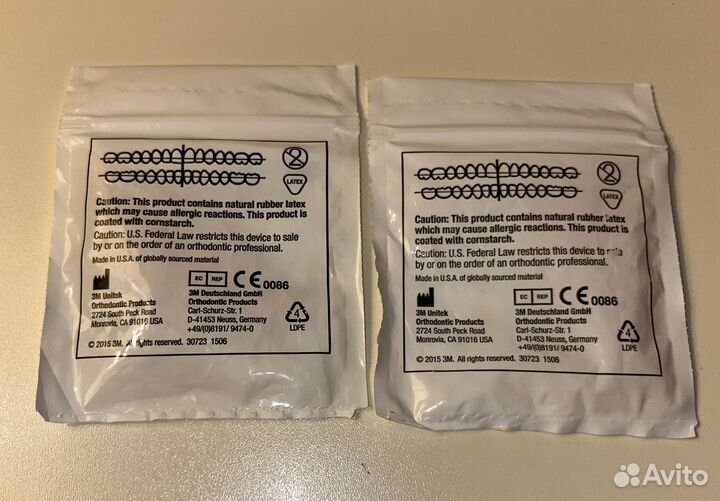 2
LATEX
Caution: This product contains natural rubber latex
which may cause allergic reactions. This product is
coated with cornstarch.
Caution: U.S. Federal Law restricts this device to sale
by or on the order of an orthodontic professional.
Made in U.S.A. of globally sourced material
EC REP CE 0086
3M Unitek
Orthodontic Products
2724 South Peck Road
Monrovia, CA 91016 USA
3M Deutschland GmbH
Orthodontic Products
Carl-Schurz-Str. 1
D-41453 Neuss, Germany
+49/(0)8191/ 9474-0
4
LDPE
© 2015 3M. All rights reserved. 30723 1506
2
LATEX
Caution: This product contains natural rubber latex
which may cause allergic reactions. This product is
coated with cornstarch.
Caution: U.S. Federal Law restricts this device to sale
by or on the order of an orthodontic professional.
Made in U.S.A. of globally sourced material
EC REP CE 0086
3M Unitek
Orthodontic Products
2724 South Peck Road
Monrovia, CA 91016 USA
3M Deutschland GmbH
Orthodontic Products
Carl-Schurz-Str. 1
D-41453 Neuss, Germany
+49/(0)8191/ 9474-0
4
LDPE
© 2015 3M. All rights reserved. 30723 1506
Avito